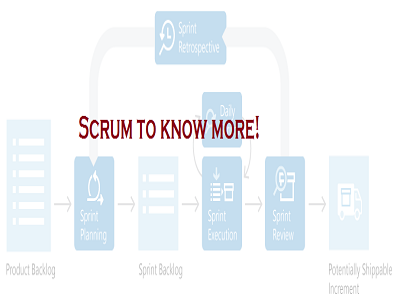 Sprint
Retrospective
Daily
SCRUM TO KNOW MORE!
Sprint
Planning
Sprint
Execution
Sprint
Review
Product Backlog
Sprint Backlog
Potentially Shippable
Increment